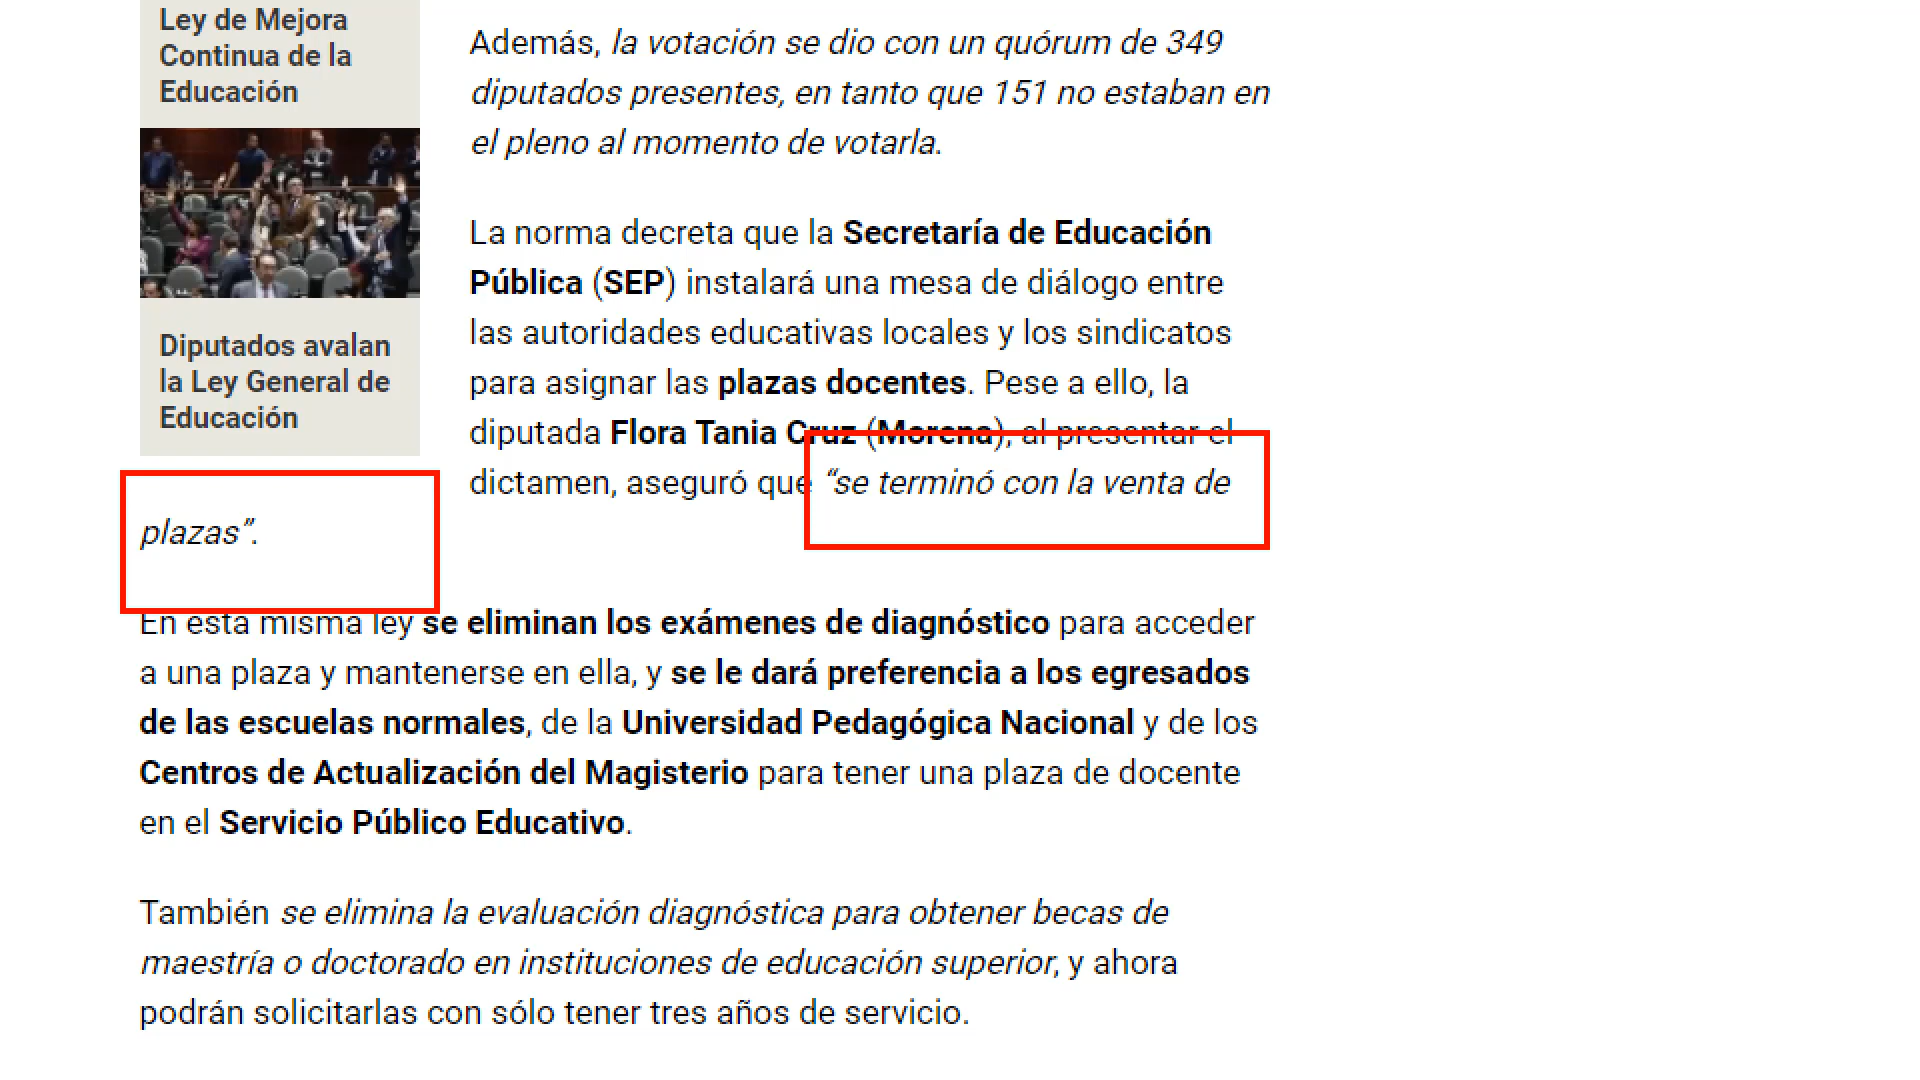 Ley de Mejora
Continua de la
Educación
Diputados avalan
la Ley General de
Educación
Además, la votación se dio con un quórum de 349
diputados presentes, en tanto que 151 no estaban en
el pleno al momento de votarla.
La norma decreta que la Secretaría de Educación
Pública (SEP) instalará una mesa de diálogo entre
las autoridades educativas locales y los sindicatos
para asignar las plazas docentes. Pese a ello, la
diputada Flora Tania Cruz (Morena), al presentar el
dictamen, aseguró que “se terminó con la venta de
plazas”.
En esta misma ley se eliminan los exámenes de diagnóstico para acceder
a una plaza y mantenerse en ella, y se le dará preferencia a los egresados
de las escuelas normales, de la Universidad Pedagógica Nacional y de los
Centros de Actualización del Magisterio para tener una plaza de docente
en el Servicio Público Educativo.
También se elimina la evaluación diagnóstica para obtener becas de
maestría o doctorado en instituciones de educación superior, y ahora
podrán solicitarlas con sólo tener tres años de servicio.